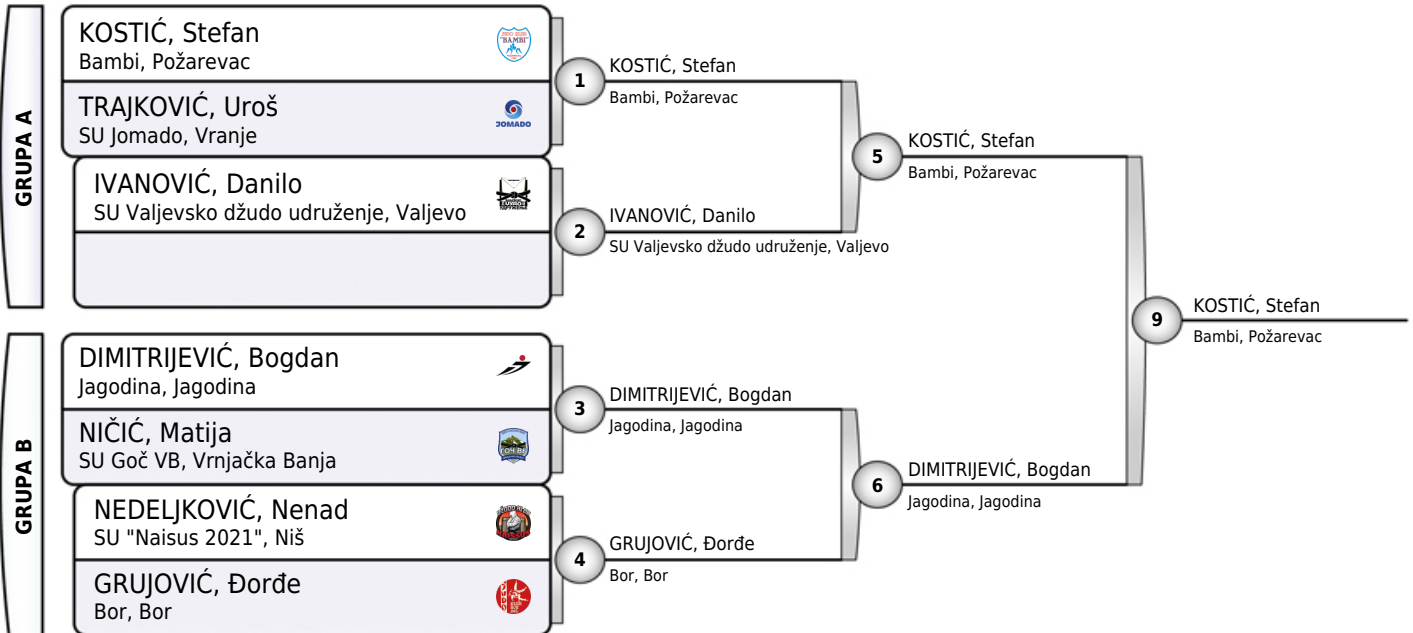 GRUPA A
KOSTIĆ, Stefan
Bambi, Požarevac
"BAMBI"
TRAJKOVIĆ, Uroš
SU Jomado, Vranje
JOMADO
IVANOVIĆ, Danilo
SU Valjevsko džudo udruženje, Valjevo
1
KOSTIĆ, Stefan
Bambi, Požarevac
2
IVANOVIĆ, Danilo
SU Valjevsko džudo udruženje, Valjevo
5
KOSTIĆ, Stefan
Bambi, Požarevac
GRUPA B
DIMITRIJEVIĆ, Bogdan
Jagodina, Jagodina
NIČIĆ, Matija
SU Goč VB, Vrnjačka Banja
NEDELJKOVIĆ, Nenad
SU "Naisus 2021", Niš
GRUJOVIĆ, Đorđe
Bor, Bor
3
DIMITRIJEVIĆ, Bogdan
Jagodina, Jagodina
4
GRUJOVIĆ, Đorđe
Bor, Bor
6
DIMITRIJEVIĆ, Bogdan
Jagodina, Jagodina
9
KOSTIĆ, Stefan
Bambi, Požarevac